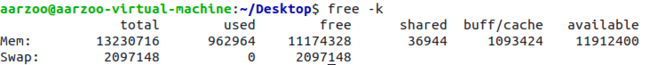 aarzoo@aarzoo-virtual-machine:~/Desktop$ free -k
total used free shared buff/cache available
Mem: 13230716 962964 11174328 36944 1093424 11912400
Swap: 2097148 0 2097148